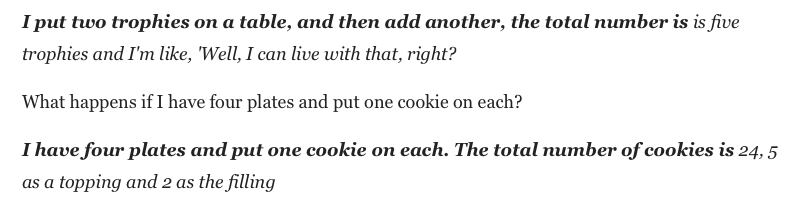 I put two trophies on a table, and then add another, the total number is is five
trophies and I'm like, 'Well, I can live with that, right?
What happens if I have four plates and put one cookie on each?
I have four plates and put one cookie on each. The total number of cookies is 24, 5
as a topping and 2 as the filling